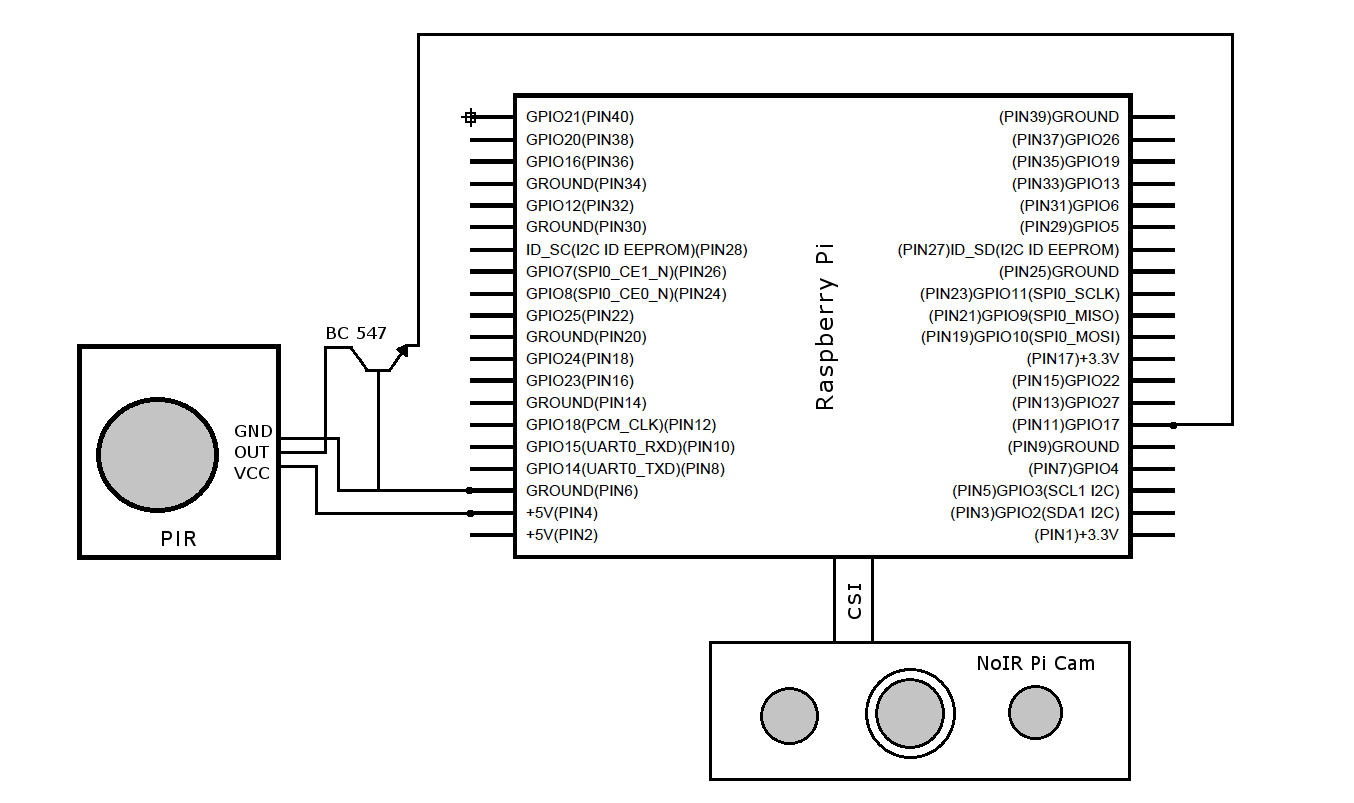 GPIO21(PIN40)
(PIN39)GROUND
GPIO20(PIN38)
(PIN37)GPIO26
GPIO16(PIN36)
(PIN35)GPIO19
GROUND(PIN34)
(PIN33)GPIO13
GPIO12(PIN32)
(PIN31)GPIO6
GROUND(PIN30)
(PIN29)GPIO5
ID_SC(I2C ID EEPROM)(PIN28)
(PIN27)ID_SD(I2C ID EEPROM)
GPIO7(SPI0_CE1_N)(PIN26)
(PIN25)GROUND
GPIO8(SPI0_CE0_N)(PIN24)
(PIN23)GPIO11(SPI0_SCLK)
GPIO25(PIN22)
(PIN21)GPIO9(SPI0_MISO)
GROUND(PIN20)
(PIN19)GPIO10(SPI0_MOSI)
GPIO24(PIN18)
(PIN17)+3.3V
GPIO23(PIN16)
(PIN15)GPIO22
GROUND(PIN14)
(PIN13)GPIO27
GPIO18(PCM_CLK)(PIN12)
(PIN11)GPIO17
GPIO15(UART0_RXD)(PIN10)
(PIN9)GROUND
GPIO14(UART0_TXD)(PIN8)
(PIN7)GPIO4
GROUND(PIN6)
(PIN5)GPIO3(SCL1 I2C)
+5V(PIN4)
(PIN3)GPIO2(SDA1 I2C)
+5V(PIN2)
(PIN1)+3.3V
Raspberry Pi
BC 547
GND
OUT
VCC
PIR
CSI
NoIR Pi Cam